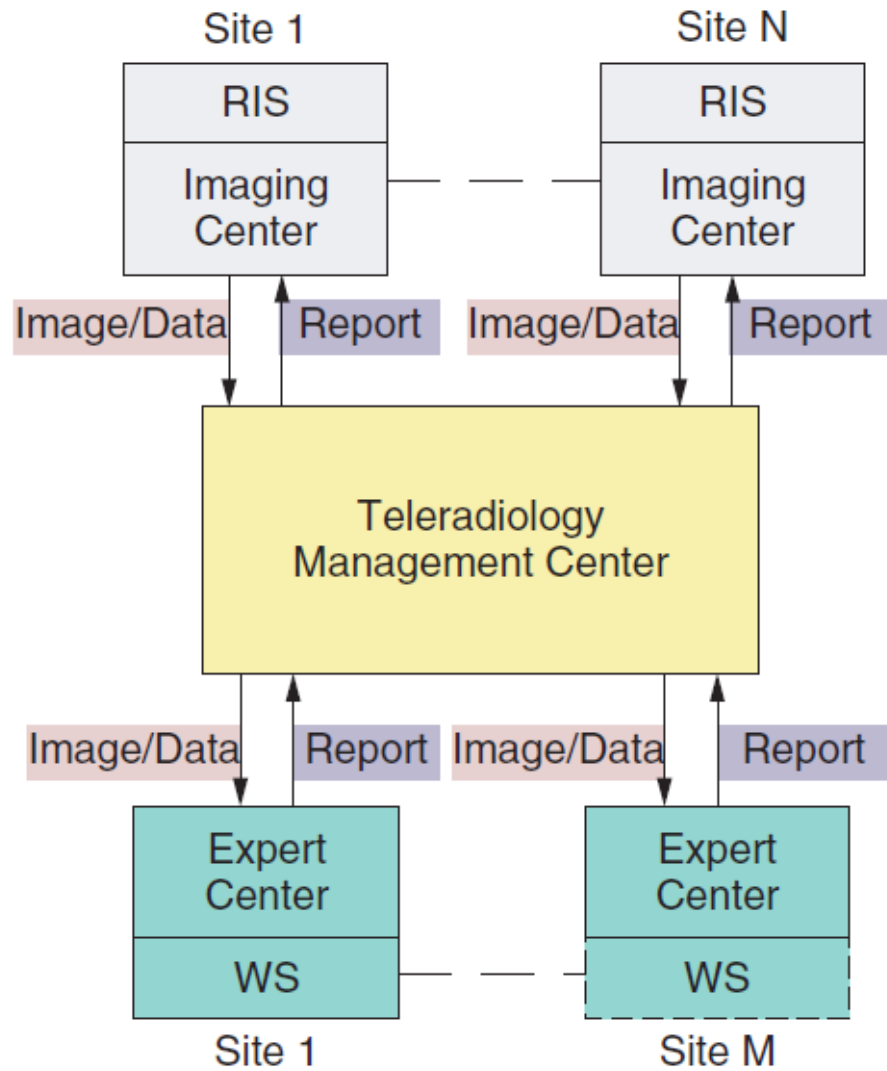 Site 1
Site N
RIS
RIS
Imaging
Center
Imaging
Center
Image/Data
Report
Image/Data
Report
Teleradiology
Management Center
Image/Data
Report
Image/Data
Report
Expert
Center
Expert
Center
WS
WS
Site 1
Site M